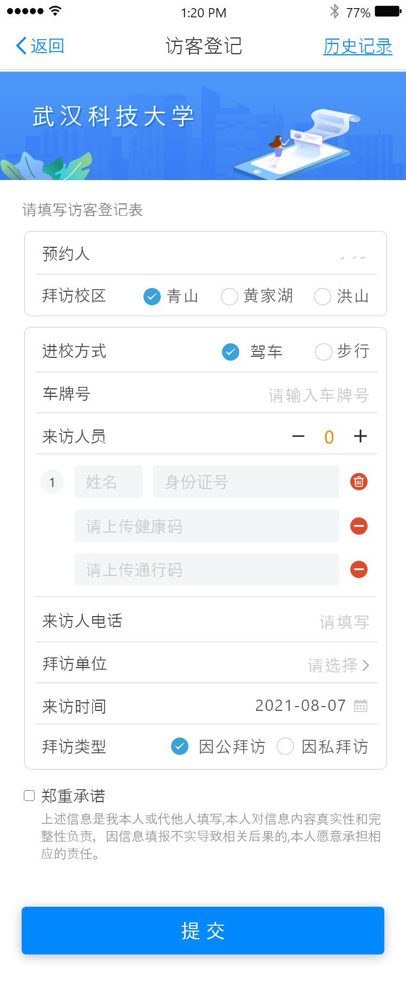 1:20 PM 77%
返回 访客登记 历史记录
武汉科技大学
请填写访客登记表
预约人
拜访校区 青山 黄家湖 洪山
进校方式 驾车 步行
车牌号 请输入车牌号
来访人员 0
1 姓名 身份证号
请上传健康码
请上传通行码
来访人电话 请填写
拜访单位 请选择
来访时间 2021-08-07
拜访类型 因公拜访 因私拜访
郑重承诺
上述信息是我本人或代他人填写,本人对信息内容真实性和完
整性负责，因信息填报不实导致相关后果的,本人愿意承担相
应的责任。
提交